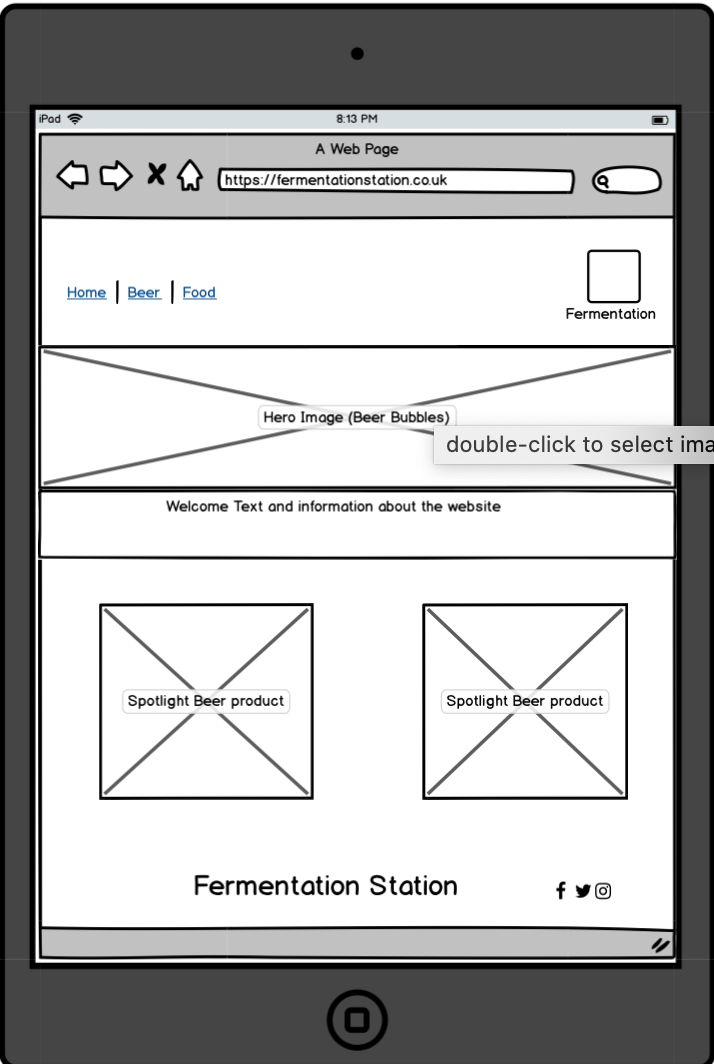 iPad 8:13 PM
A Web Page
https://fermentationstation.co.uk
Home Beer Food
Fermentation
Hero Image (Beer Bubbles)
double-click to select ima
Welcome Text and information about the website
Spotlight Beer product Spotlight Beer product
Fermentation Station